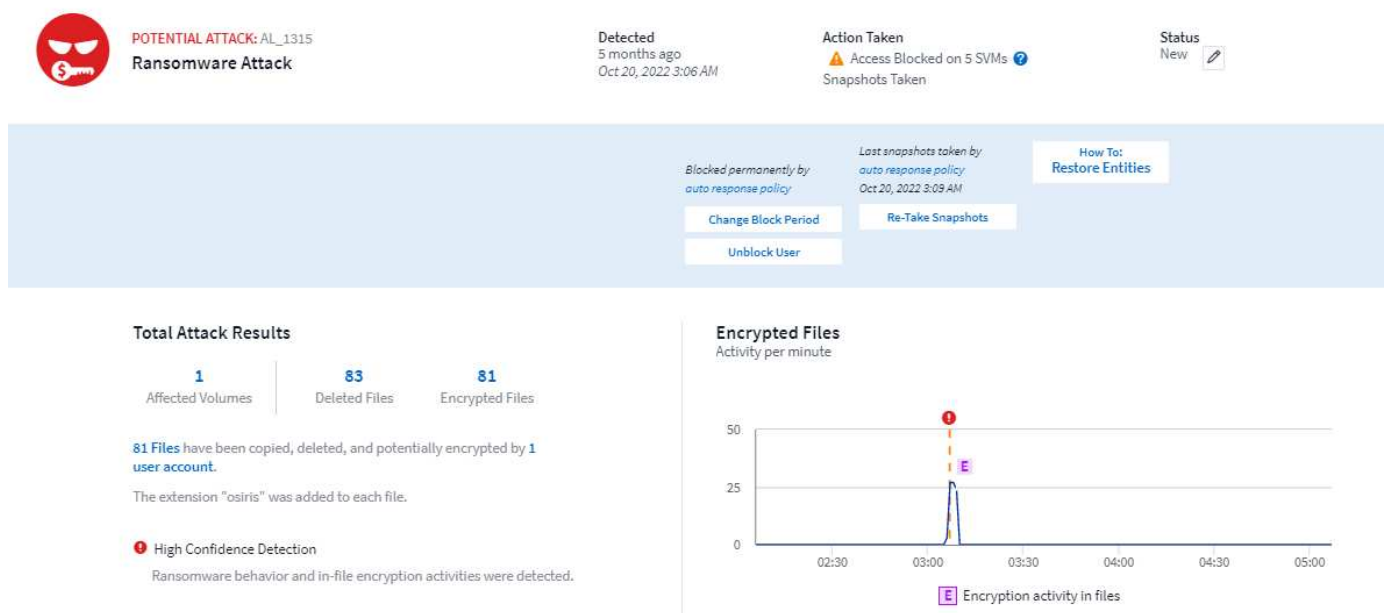 POTENTIAL ATTACK: AL_1315
Ransomware Attack
Detected
5 months ago
Oct 20, 2022 3:06 AM
Action Taken
Access Blocked on 5 SVMs
Snapshots Taken
Status
New
Blocked permanently by
auto response policy
Change Block Period
Unblock User
Last snapshots taken by
auto response policy
Oct 20, 2022 3:09 AM
Re-Take Snapshots
How To:
Restore Entities
Total Attack Results
1
Affected Volumes
83
Deleted Files
81
Encrypted Files
81 Files have been copied, deleted, and potentially encrypted by 1
user account.
The extension "osiris" was added to each file.
High Confidence Detection
Ransomware behavior and in-file encryption activities were detected.
Encrypted Files
Activity per minute
50
E
25
0
02:30 03:00 03:30 04:00 04:30 05:00
E Encryption activity in files